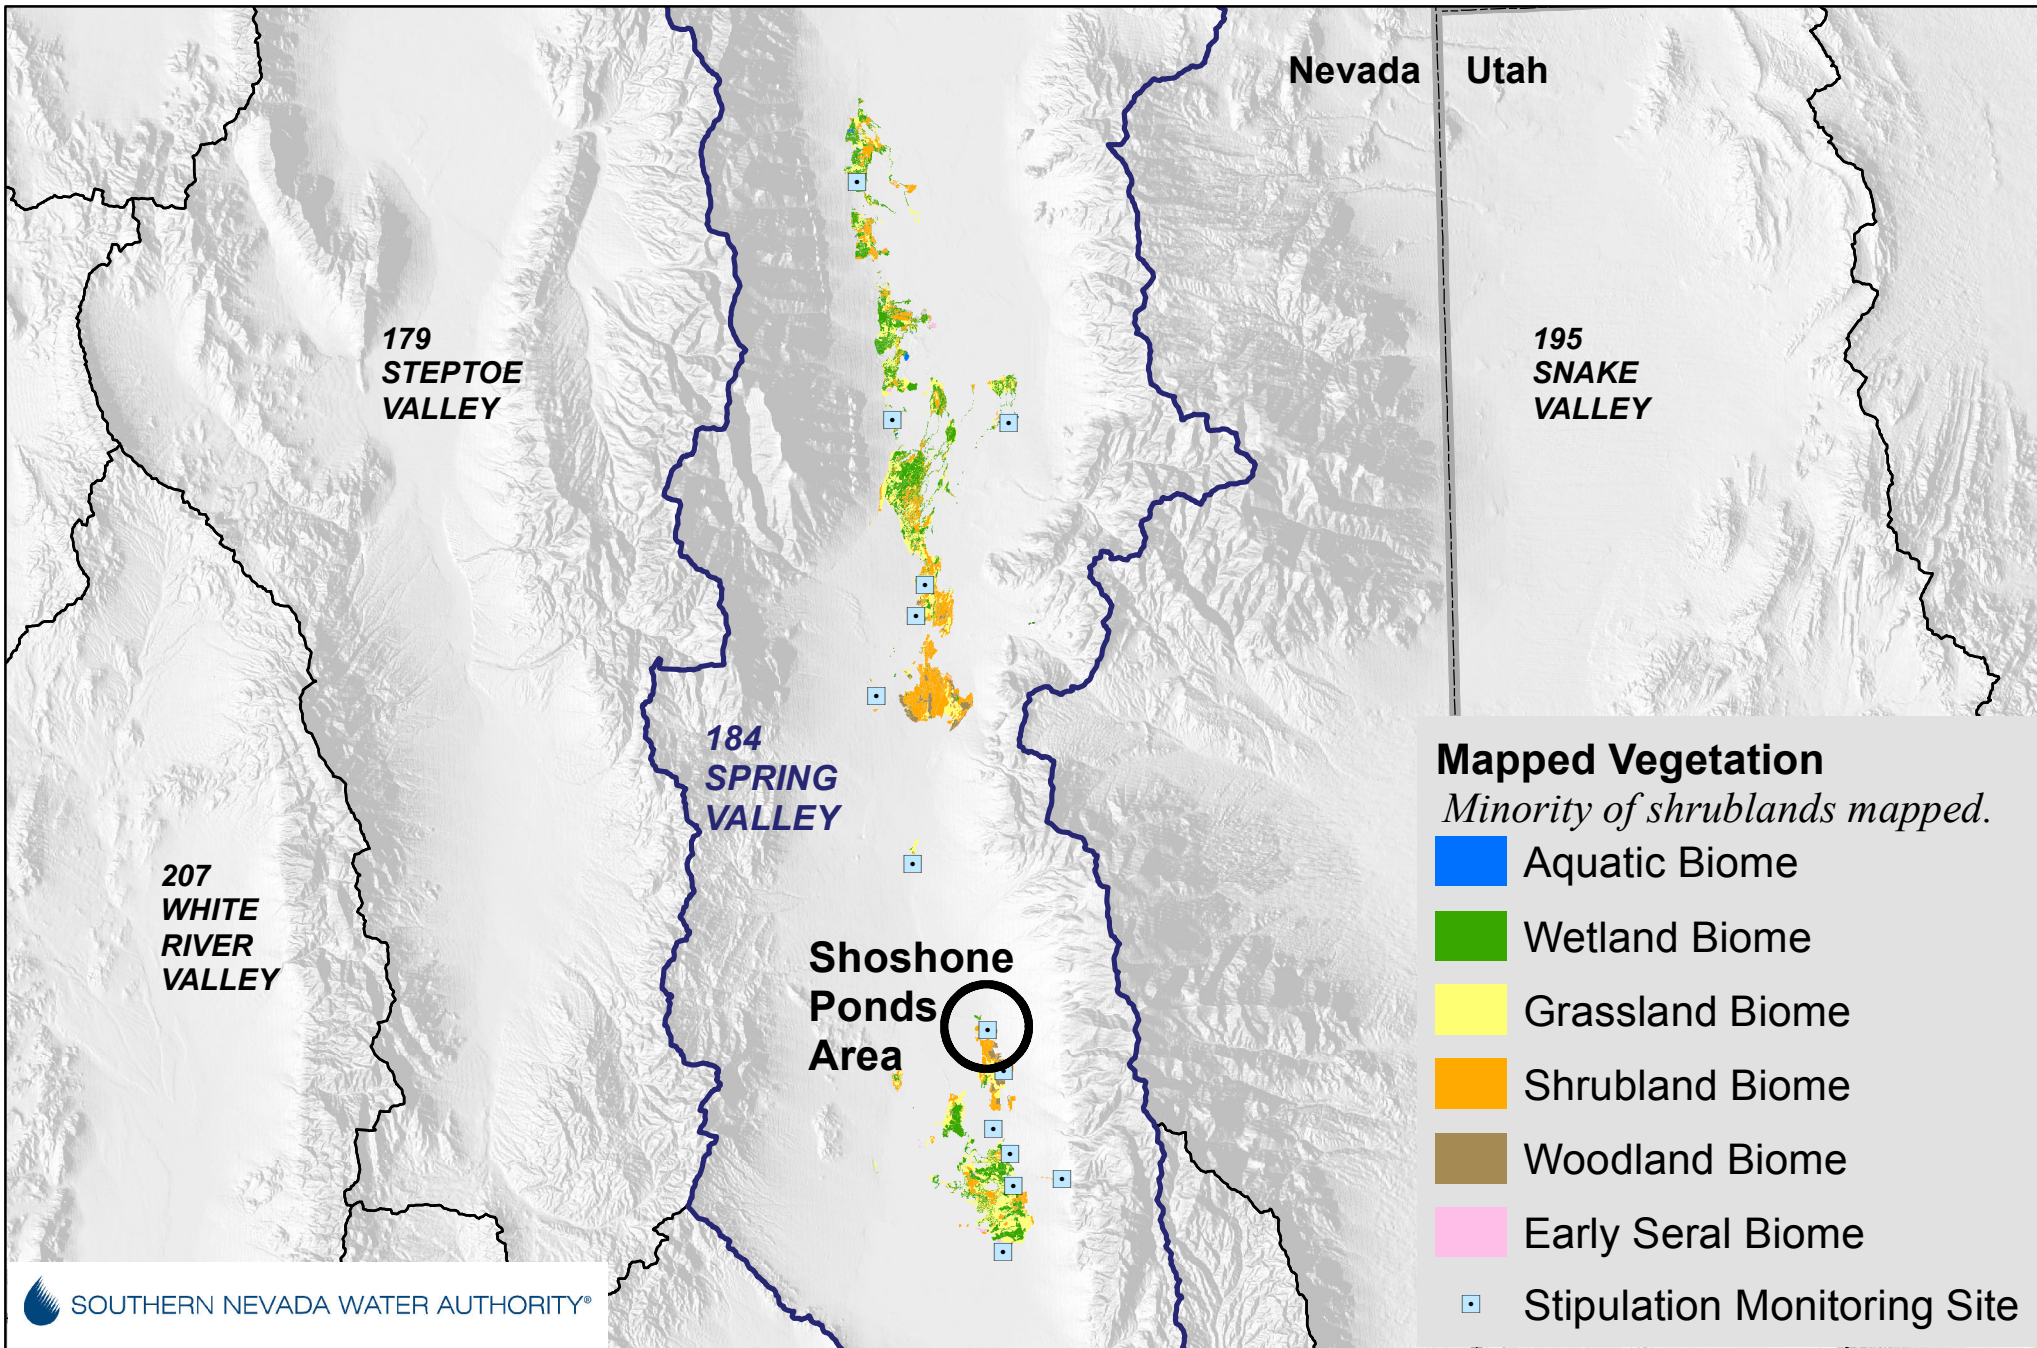 Nevada
Utah
179
STEPTOE
VALLEY
195
SNAKE
VALLEY
184
SPRING
VALLEY
207
WHITE
RIVER
VALLEY
Shoshone
Ponds
Area
Mapped Vegetation
Minority of shrublands mapped.
Aquatic Biome
Wetland Biome
Grassland Biome
Shrubland Biome
Woodland Biome
Early Seral Biome
Stipulation Monitoring Site
SOUTHERN NEVADA WATER AUTHORITY®